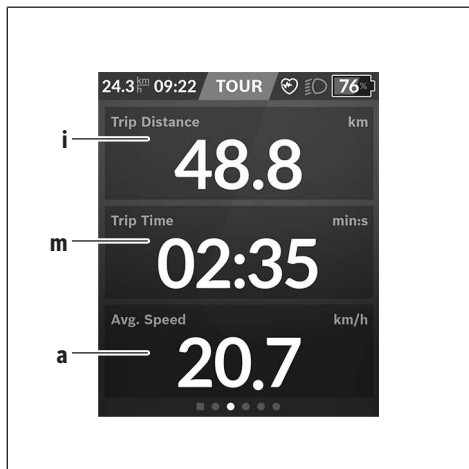 24.3 km/h 09:22 TOUR 76%
i Trip Distance km
48.8
m Trip Time min:s
02:35
a Avg. Speed km/h
20.7